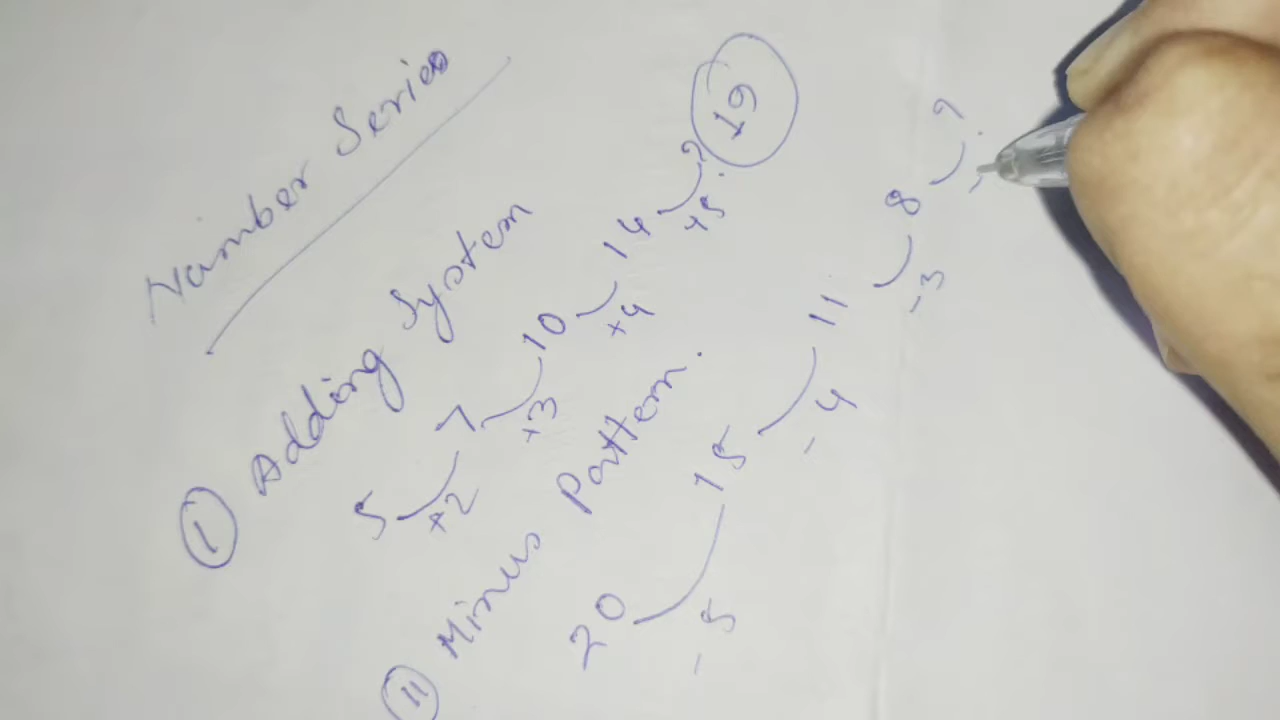 Number Series
(I) Adding System
5 7 10 14 ? 19
+2 +3 +4 +5
(II) Minus Pattern.
20 15 11 8 ?
-5 -4 -3 -